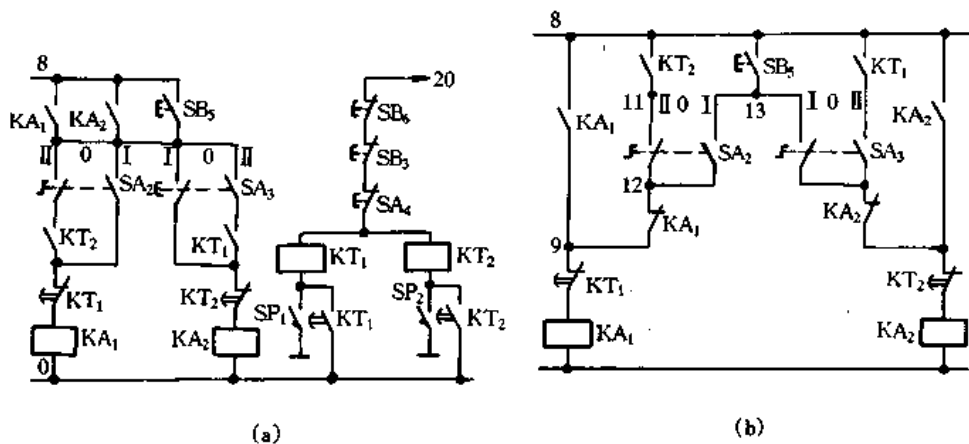 8
KA₁
KA₂
SB₅
II 0 I I 0 II
SA₂
SA₃
KT₂
KT₁
KT₁
KT₂
KA₁
KA₂
0
20
SB₆
SB₃
SA₄
KT₁
KT₂
SP₁
KT₁
SP₂
KT₂
(a)
8
KT₂
SB₅
KT₁
11 II 0 I 13 I 0 II
KA₁
KA₂
SA₂
SA₃
12
KA₁
KA₂
9
KT₁
KT₂
KA₁
KA₂
(b)